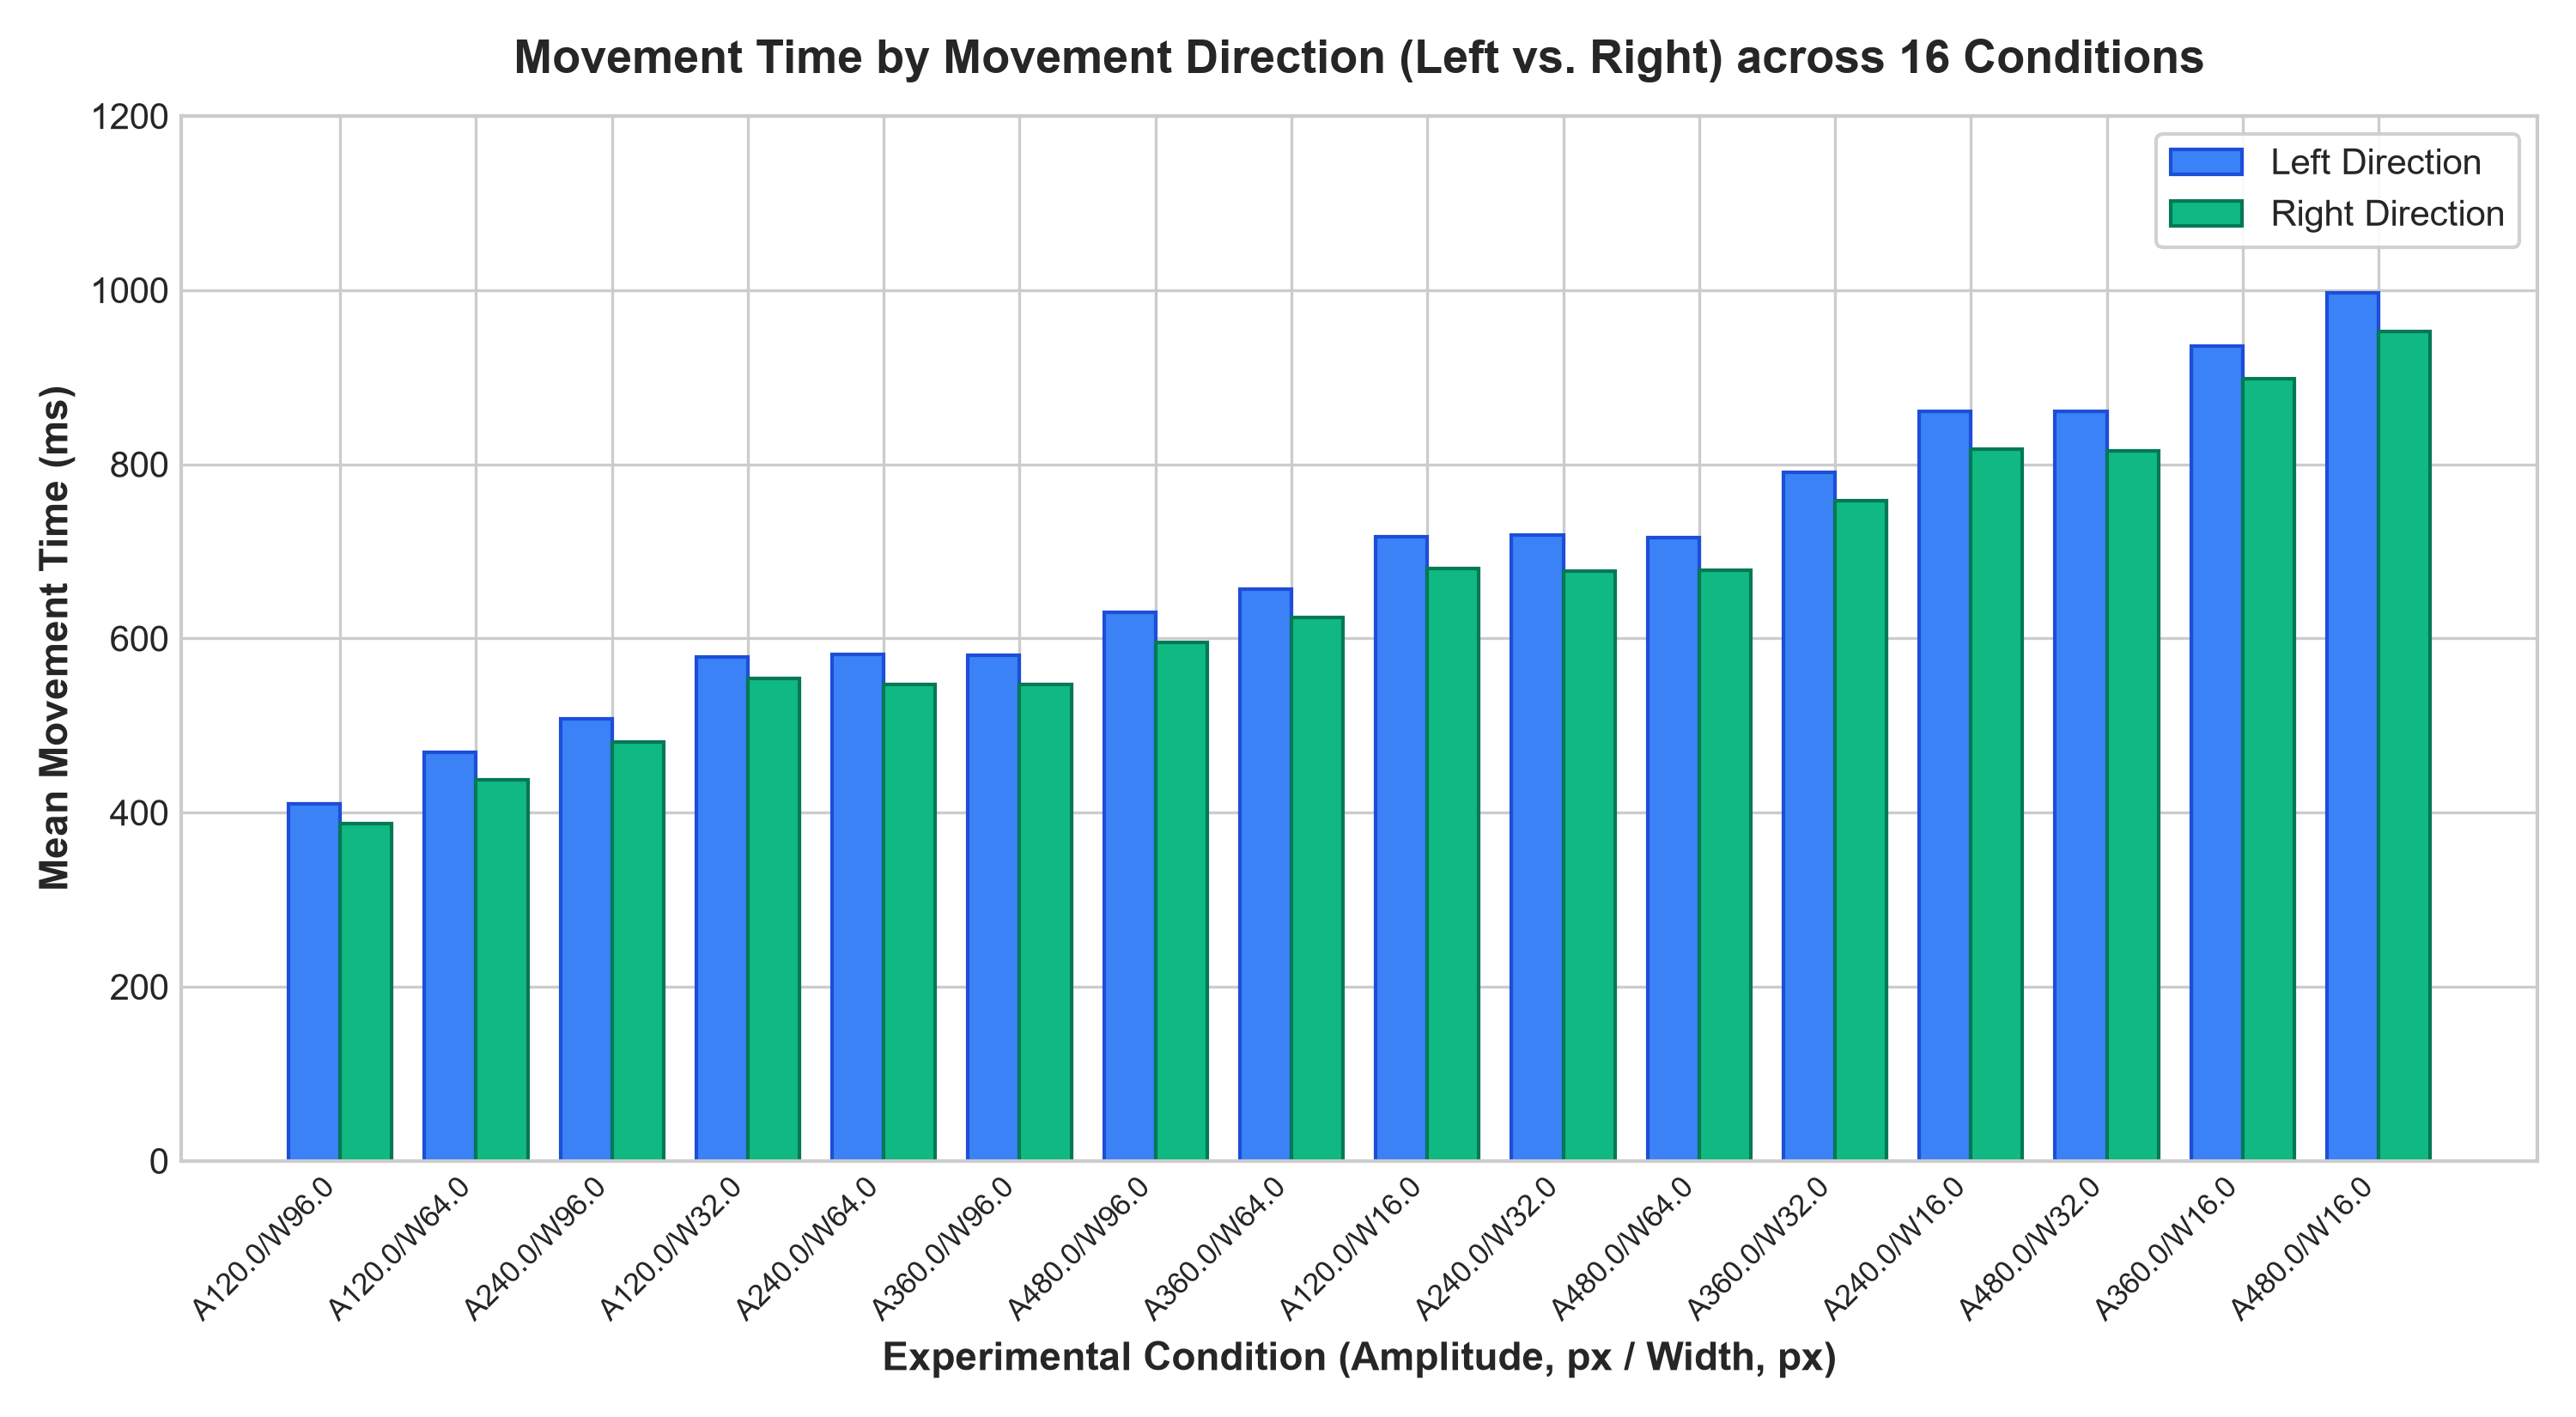 Movement Time by Movement Direction (Left vs. Right) across 16 Conditions
Left Direction
Right Direction
Mean Movement Time (ms)
1200
1000
800
600
400
200
0
A120.0/W96.0
A120.0/W64.0
A240.0/W96.0
A120.0/W32.0
A240.0/W64.0
A360.0/W96.0
A480.0/W96.0
A360.0/W64.0
A120.0/W16.0
A240.0/W32.0
A480.0/W64.0
A360.0/W32.0
A240.0/W16.0
A480.0/W32.0
A360.0/W16.0
A480.0/W16.0
Experimental Condition (Amplitude, px / Width, px)